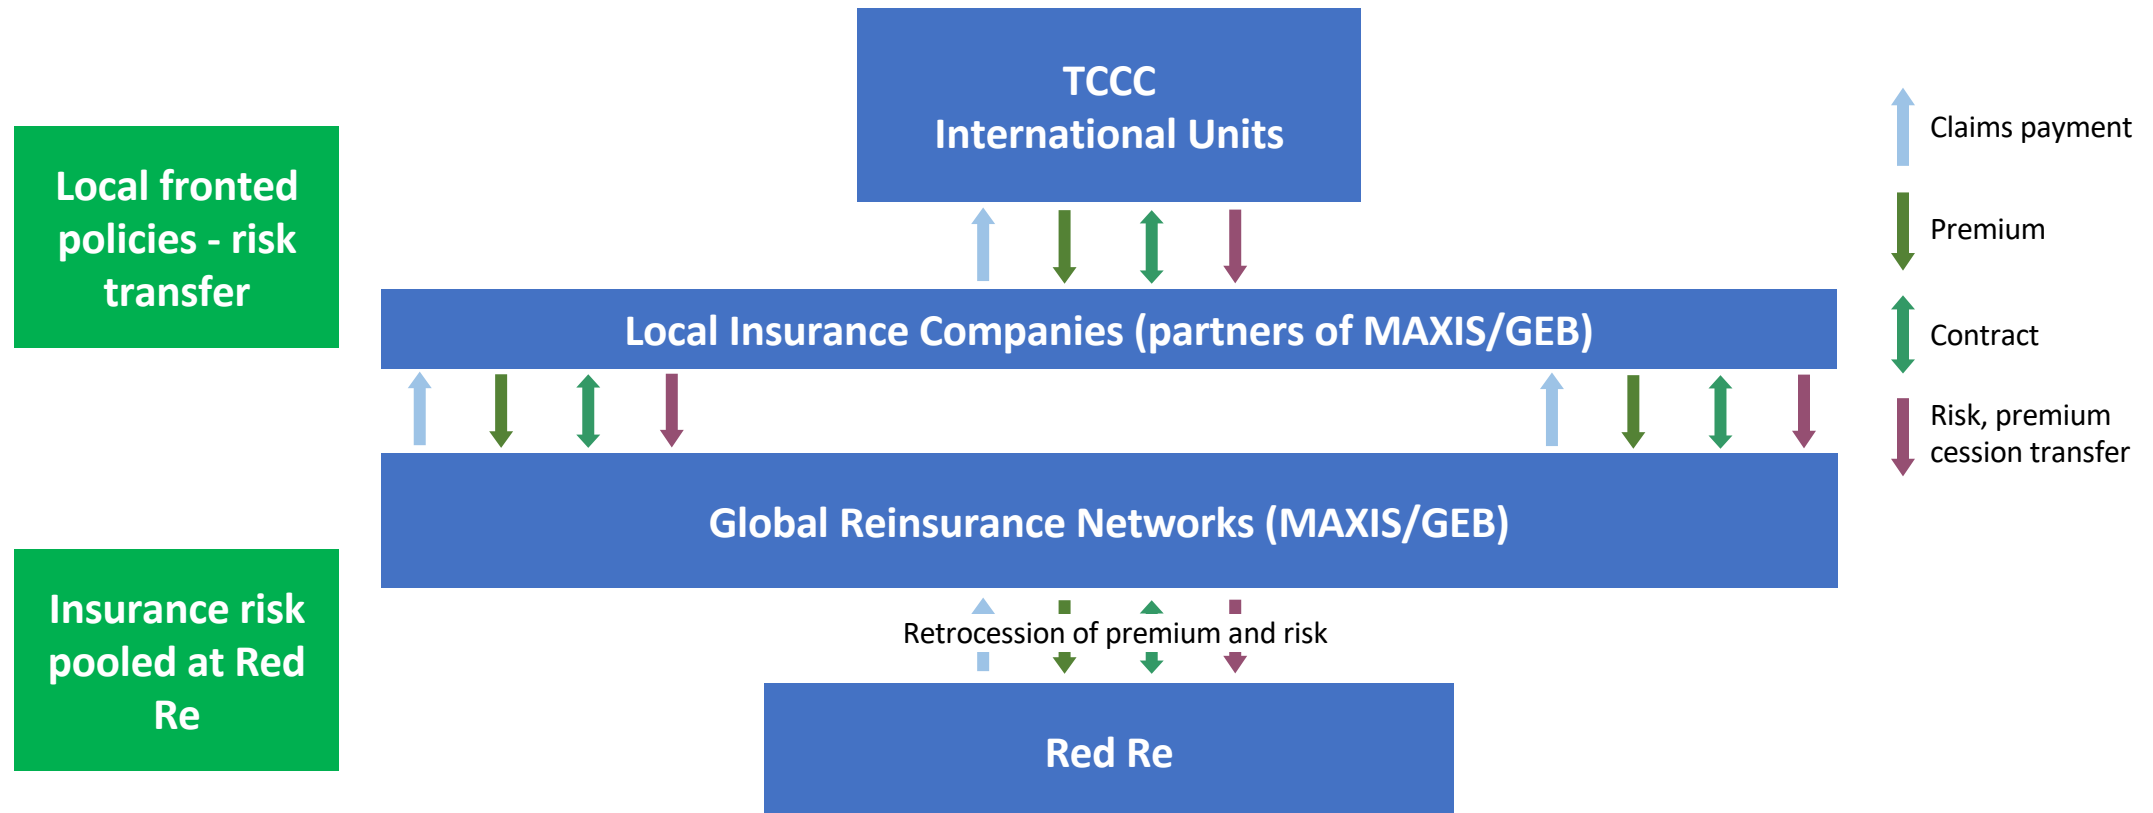 TCCC
International Units
Local fronted
policies - risk
transfer
Claims payment
Premium
Contract
Risk, premium
cession transfer
Local Insurance Companies (partners of MAXIS/GEB)
Global Reinsurance Networks (MAXIS/GEB)
Insurance risk
pooled at Red
Re
Retrocession of premium and risk
Red Re